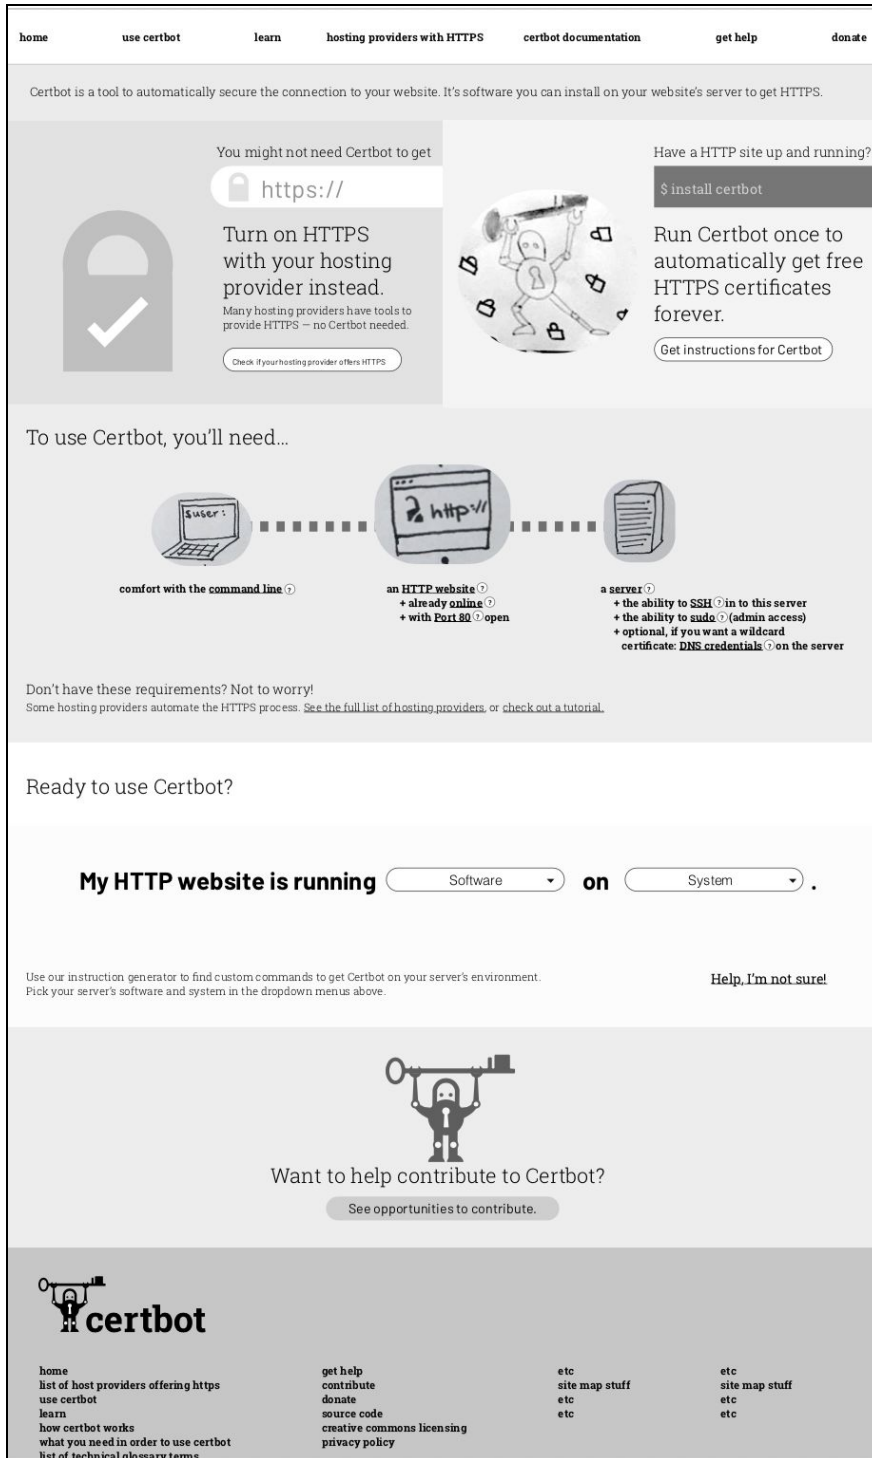 home use certbot learn hosting providers with HTTPS certbot documentation get help donate
Certbot is a tool to automatically secure the connection to your website. It's software you can install on your website's server to get HTTPS.
You might not need Certbot to get
https://
Turn on HTTPS
with your hosting
provider instead.
Many hosting providers have tools to
provide HTTPS — no Certbot needed.
Check if your hosting provider offers HTTPS
Have a HTTP site up and running?
$ install certbot
Run Certbot once to
automatically get free
HTTPS certificates
forever.
Get instructions for Certbot
To use Certbot, you'll need...
$user:
http://
comfort with the command line ?
an HTTP website ?
+ already online ?
+ with Port 80 ? open
a server ?
+ the ability to SSH ? in to this server
+ the ability to sudo ? (admin access)
+ optional, if you want a wildcard
certificate: DNS credentials ? on the server
Don't have these requirements? Not to worry!
Some hosting providers automate the HTTPS process. See the full list of hosting providers, or check out a tutorial.
Ready to use Certbot?
My HTTP website is running Software on System .
Use our instruction generator to find custom commands to get Certbot on your server's environment.
Pick your server's software and system in the dropdown menus above.
Help, I'm not sure!
Want to help contribute to Certbot?
See opportunities to contribute.
certbot
home
list of host providers offering https
use certbot
learn
how certbot works
what you need in order to use certbot
list of technical glossary terms
get help
contribute
donate
source code
creative commons licensing
privacy policy
etc
site map stuff
etc
etc
etc
site map stuff
etc
etc